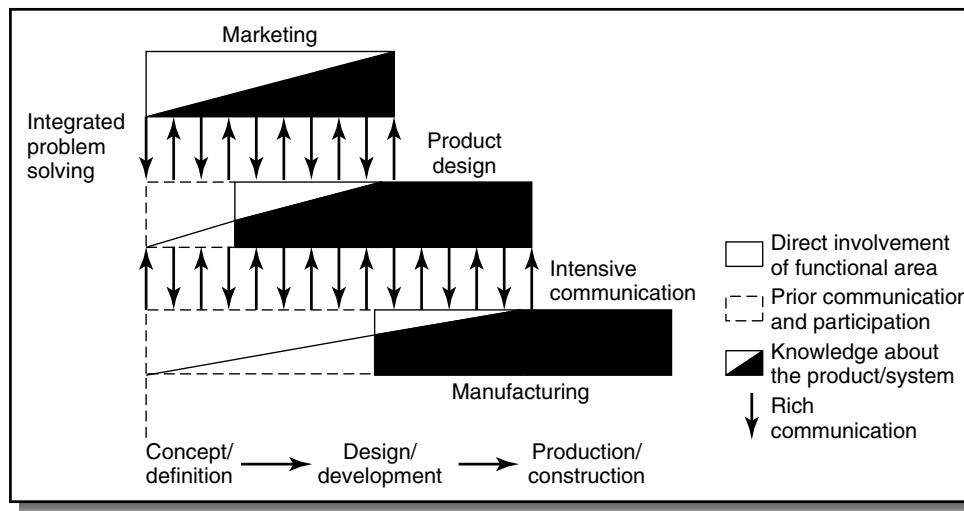 Marketing
Integrated
problem
solving
Product
design
Intensive
communication
Manufacturing
Concept/
definition
Design/
development
Production/
construction
Direct involvement
of functional area
Prior communication
and participation
Knowledge about
the product/system
Rich
communication